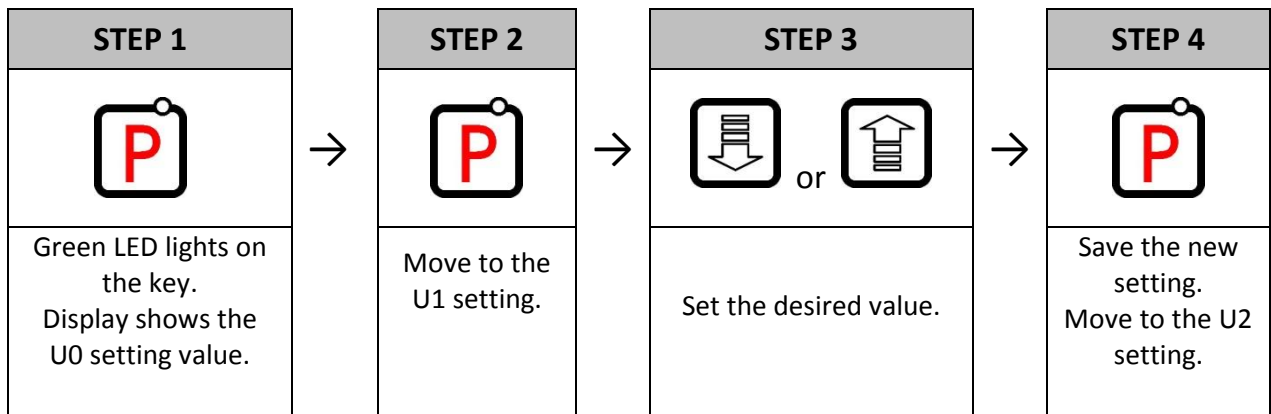 STEP 1
P
Green LED lights on
the key.
Display shows the
U0 setting value.
STEP 2
P
Move to the
U1 setting.
STEP 3
or
Set the desired value.
STEP 4
P
Save the new
setting.
Move to the U2
setting.